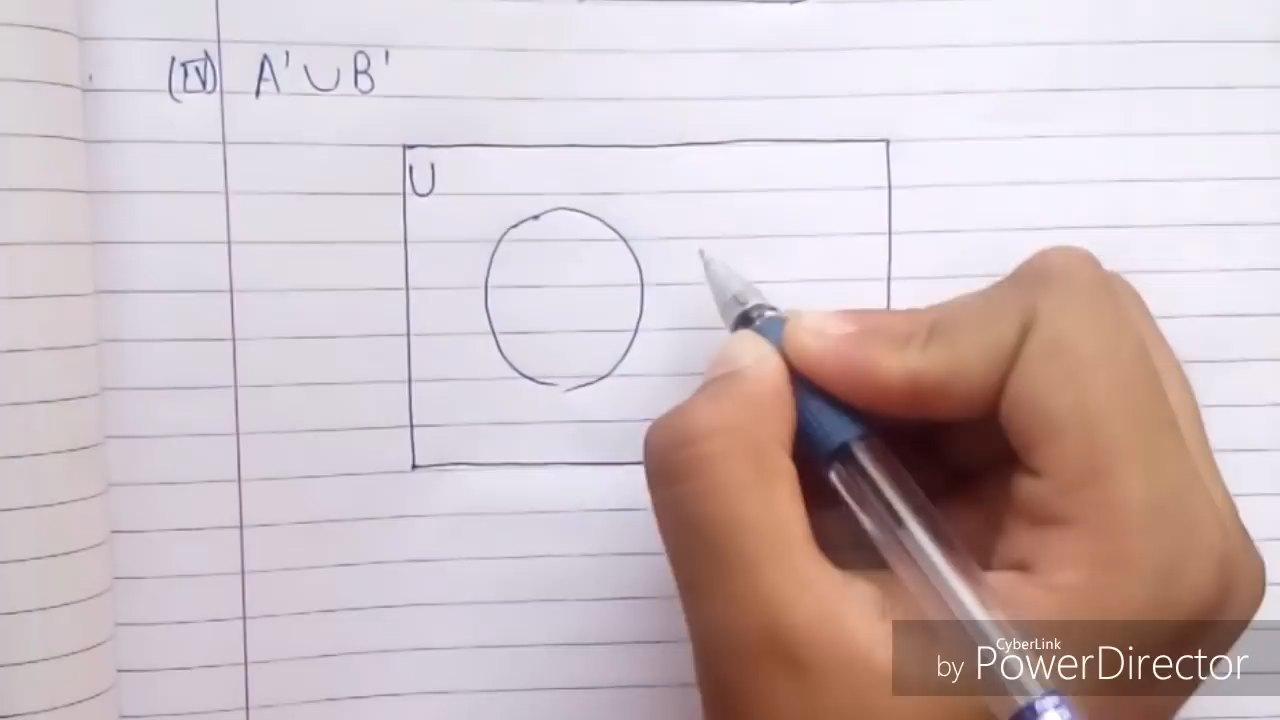 (IV) A' ∪ B'
U
CyberLink
by PowerDirector